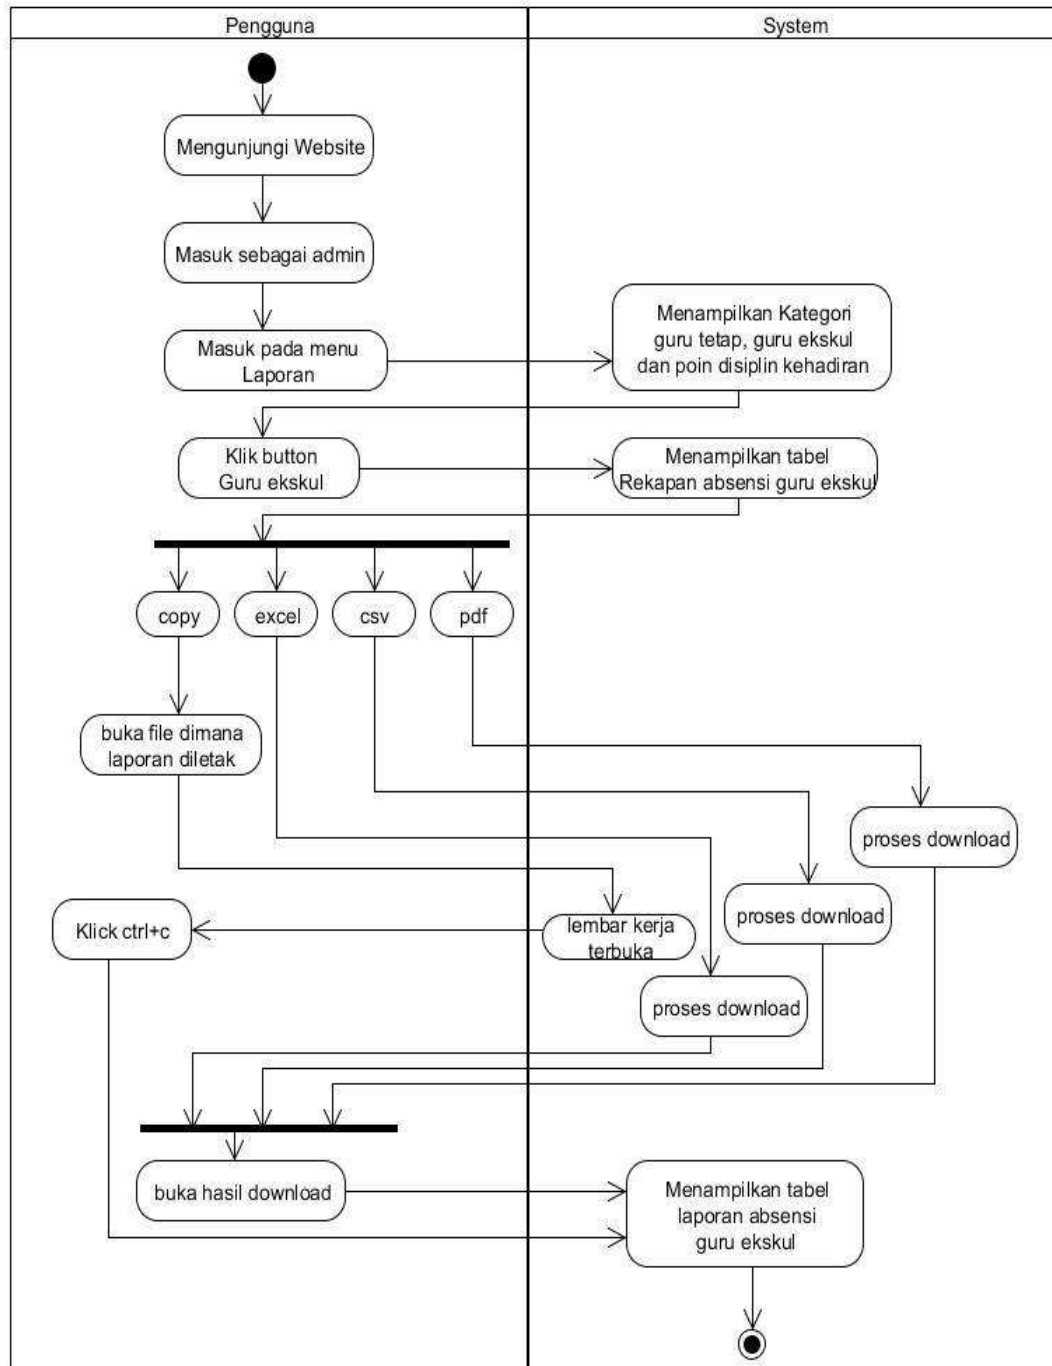 Pengguna
System
Mengunjungi Website
Masuk sebagai admin
Masuk pada menu
Laporan
Menampilkan Kategori
guru tetap, guru ekskul
dan poin disiplin kehadiran
Klik button
Guru ekskul
Menampilkan tabel
Rekapan absensi guru ekskul
copy
excel
csv
pdf
buka file dimana
laporan diletak
proses download
proses download
Klick ctrl+c
lembar kerja
terbuka
proses download
buka hasil download
Menampilkan tabel
laporan absensi
guru ekskul